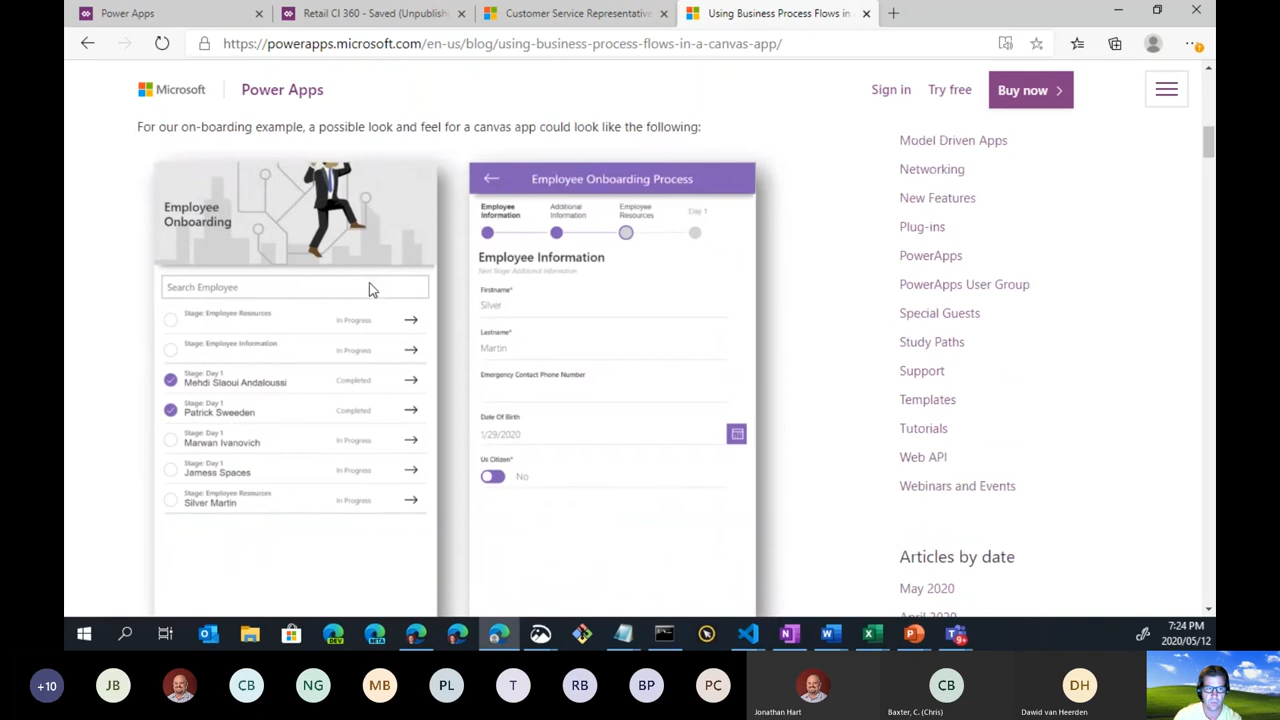 Power Apps
Retail CI 360 - Saved (Unpublish
Customer Service Representative
Using Business Process Flows in
https://powerapps.microsoft.com/en-us/blog/using-business-process-flows-in-a-canvas-app/
Microsoft
Power Apps
Sign in
Try free
Buy now
For our on-boarding example, a possible look and feel for a canvas app could look like the following:
Employee
Onboarding
Search Employee
Stage: Employee Resources
In Progress
Stage: Employee Information
In Progress
Stage: Day 1
Mehdi Slaoui Andaloussi
Completed
Stage: Day 1
Patrick Sweeden
Completed
Stage: Day 1
Marwan Ivanovich
In Progress
Stage: Day 1
Jamess Spaces
In Progress
Stage: Employee Resources
Silver Martin
In Progress
Employee Onboarding Process
Employee
Information
Additional
Information
Employee
Resources
Day 1
Employee Information
Next Stage: Additional Information
Firstname*
Silver
Lastname*
Martin
Emergency Contact Phone Number
Date Of Birth
1/29/2020
Us Citizen*
No
Model Driven Apps
Networking
New Features
Plug-ins
PowerApps
PowerApps User Group
Special Guests
Study Paths
Support
Templates
Tutorials
Web API
Webinars and Events
Articles by date
May 2020
April 2020
DEV
BETA
9+
7:24 PM
2020/05/12
+10
JB
CB
NG
MB
PL
T
RB
BP
PC
CB
DH
Jonathan Hart
Baxter, C. (Chris)
Dawid van Heerden